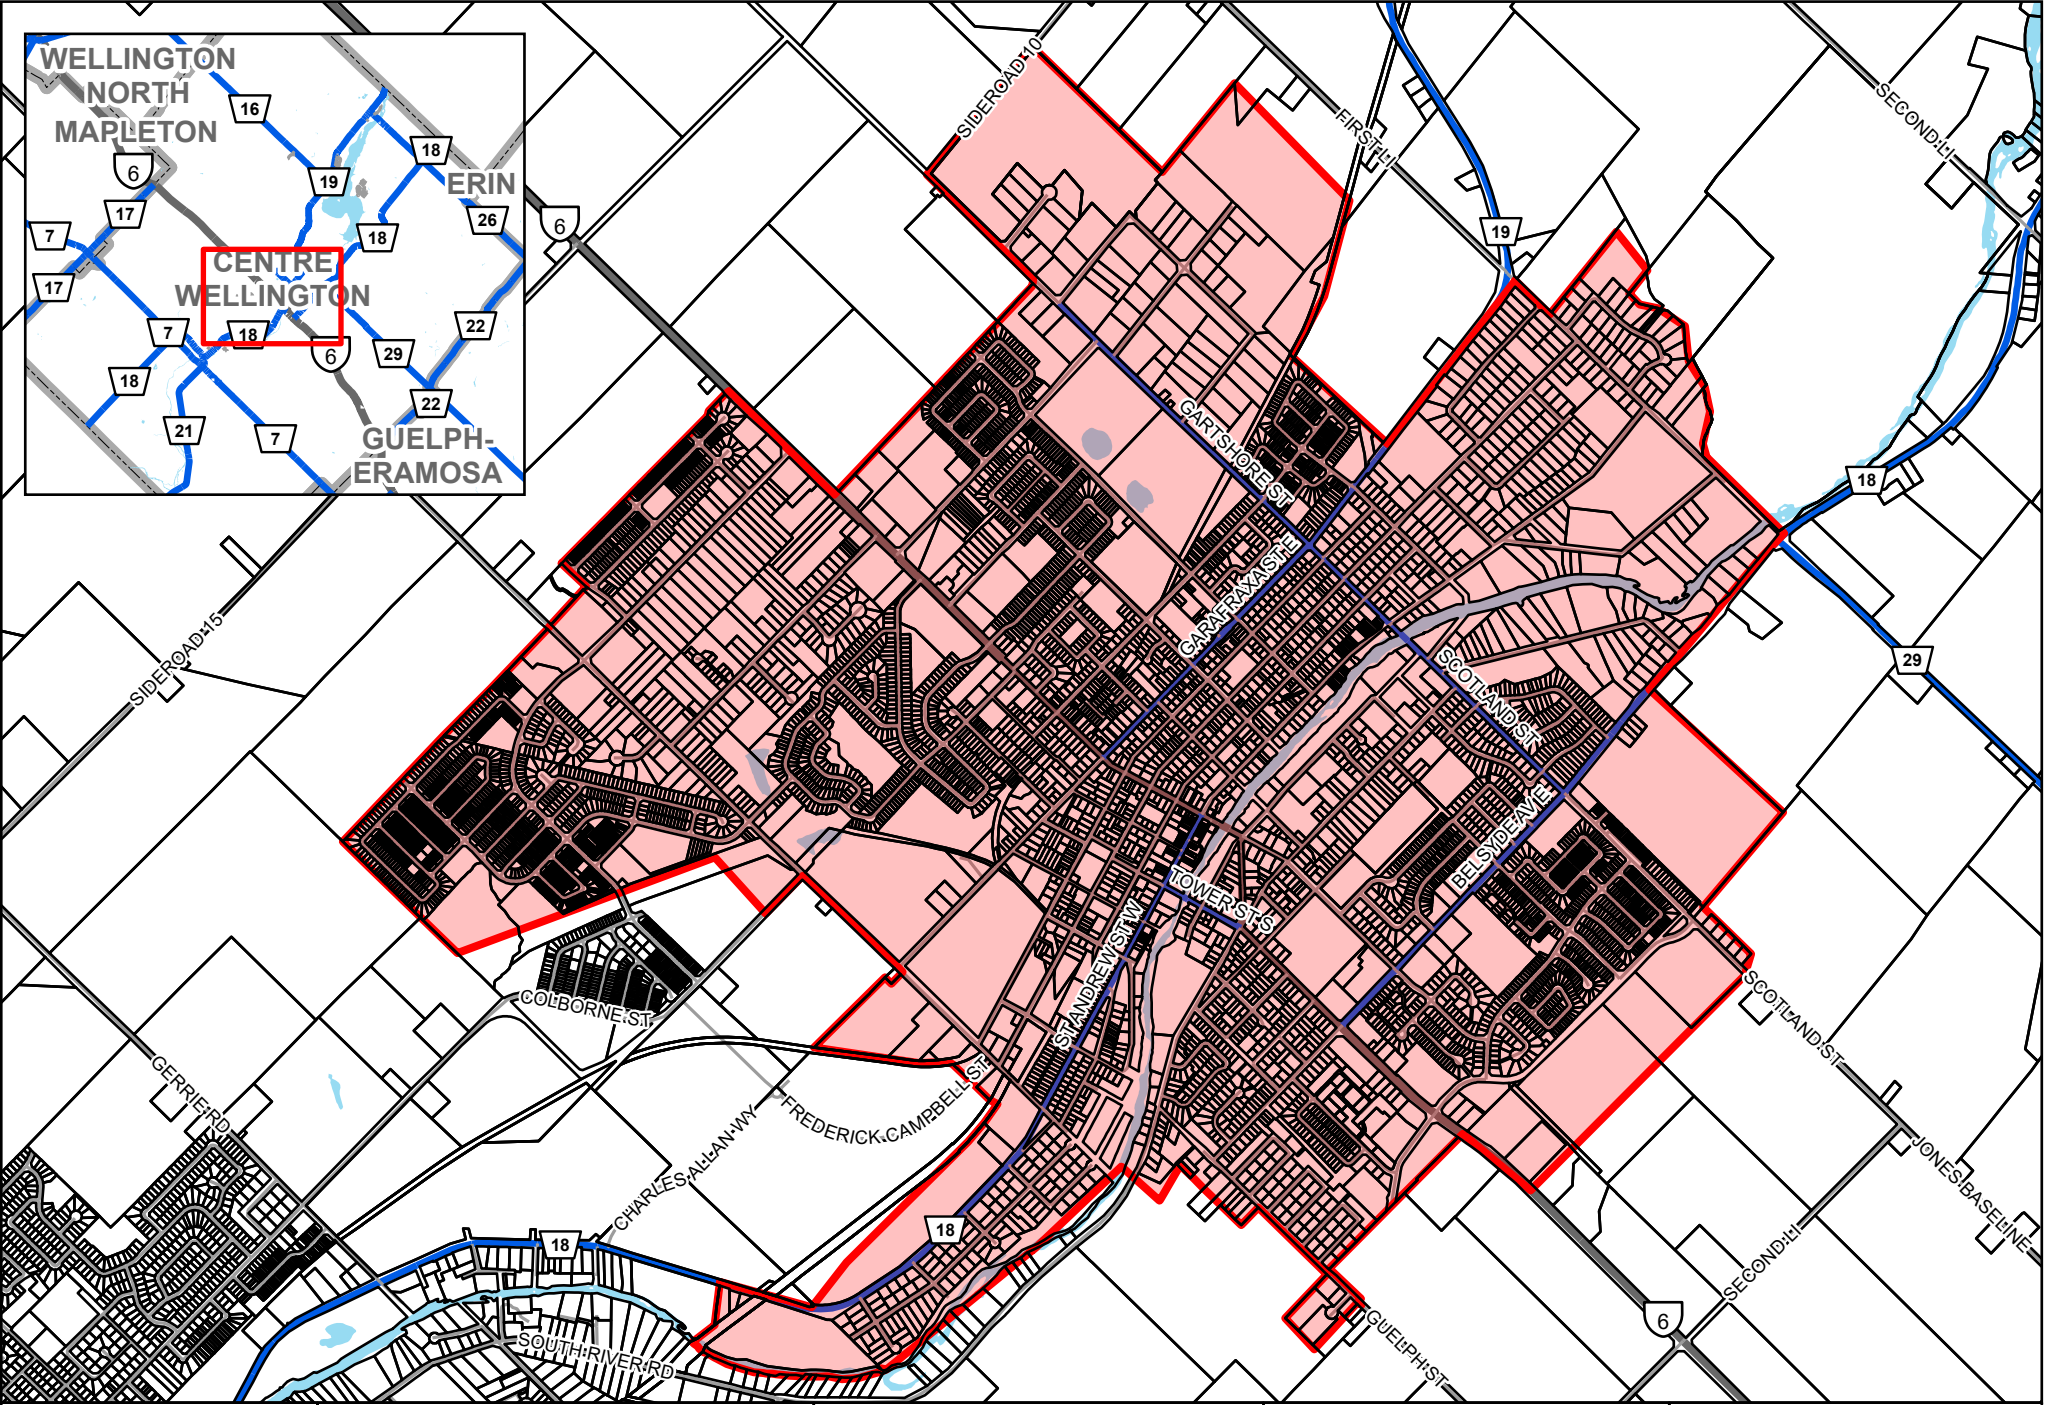 WELLINGTON
NORTH
MAPLETON
16
18
6
19
ERIN
17
26
7
18
CENTRE
17
WELLINGTON
7
18
22
6
29
18
22
21
7
GUELPH-
ERAMOSA
SIDEROAD 10
FIRST LI
SECOND LI
6
19
GARTSHORE ST
18
GARAFRAXA ST E
SIDEROAD 15
SCOTLAND ST
29
BELSYDE AVE
TOWER ST S
ST ANDREW ST W
COLBORNE ST
SCOTLAND ST
GERRIE RD
FREDERICK CAMPBELL ST
CHARLES ALLAN WY
JONES BASELINE
18
18
SECOND LI
SOUTH RIVER RD
6
GUELPH ST